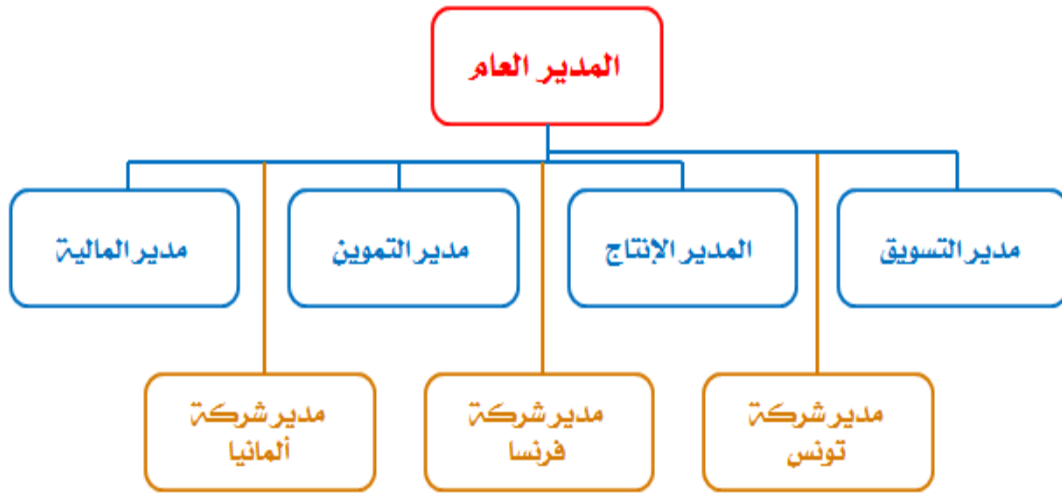 المدير العام
مدير التسويق
المدير الإنتاج
مدير التموين
مدير المالية
مدير شركة
تونس
مدير شركة
فرنسا
مدير شركة
ألمانيا